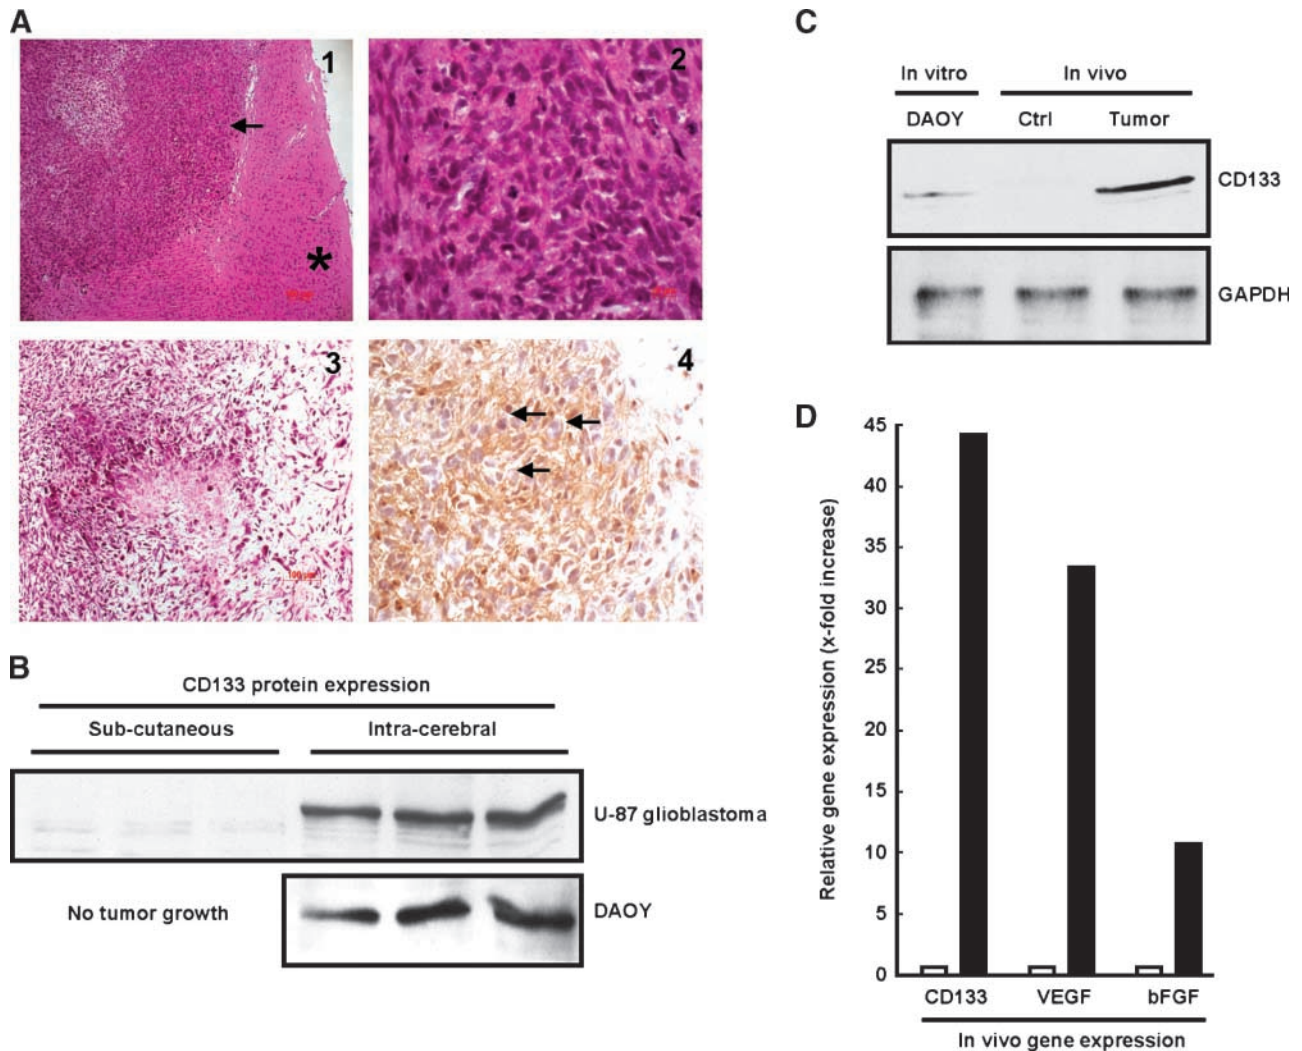 A
1
2
3
4
100 µm
B
CD133 protein expression
Sub-cutaneous
Intra-cerebral
U-87 glioblastoma
No tumor growth
DAOY
C
In vitro
In vivo
DAOY
Ctrl
Tumor
CD133
GAPDH
D
Relative gene expression (x-fold increase)
45
40
35
30
25
20
15
10
5
0
CD133
VEGF
bFGF
In vivo gene expression